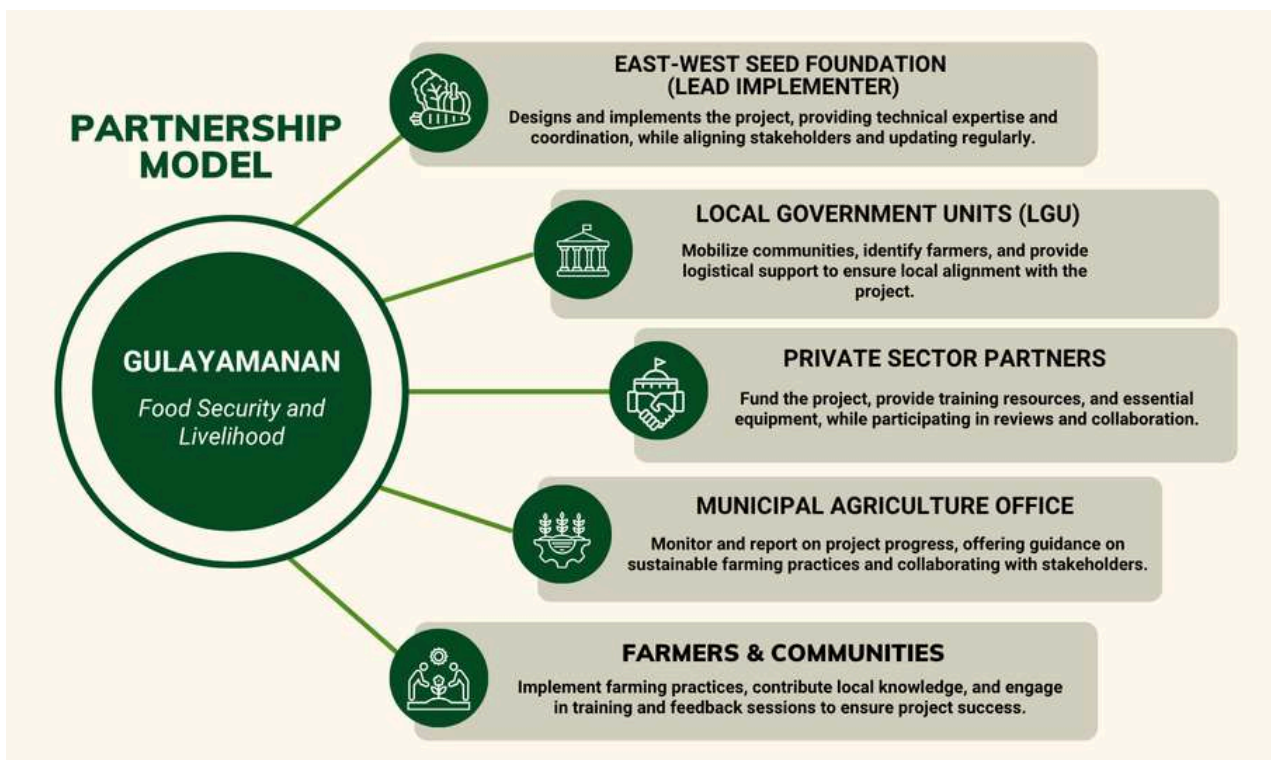 PARTNERSHIP
MODEL
GULAYAMANAN
Food Security and
Livelihood
EAST-WEST SEED FOUNDATION
(LEAD IMPLEMENTER)
Designs and implements the project, providing technical expertise and
coordination, while aligning stakeholders and updating regularly.
LOCAL GOVERNMENT UNITS (LGU)
Mobilize communities, identify farmers, and provide
logistical support to ensure local alignment with the
project.
PRIVATE SECTOR PARTNERS
Fund the project, provide training resources, and essential
equipment, while participating in reviews and collaboration.
MUNICIPAL AGRICULTURE OFFICE
Monitor and report on project progress, offering guidance on
sustainable farming practices and collaborating with stakeholders.
FARMERS & COMMUNITIES
Implement farming practices, contribute local knowledge, and engage
in training and feedback sessions to ensure project success.